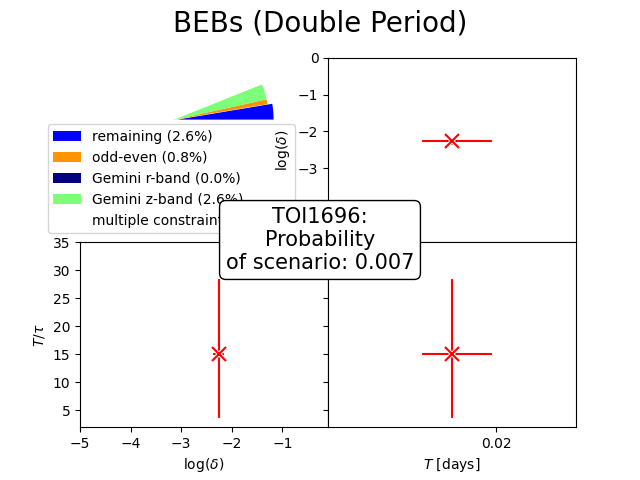 BEBs (Double Period)
remaining (2.6%)
odd-even (0.8%)
Gemini r-band (0.0%)
Gemini z-band (2.6%)
multiple constraint
0
−1
−2
−3
log(δ)
TOI1696:
Probability
of scenario: 0.007
35
30
25
20
15
10
5
T/τ
−5
−4
−3
−2
−1
log(δ)
0.02
T [days]